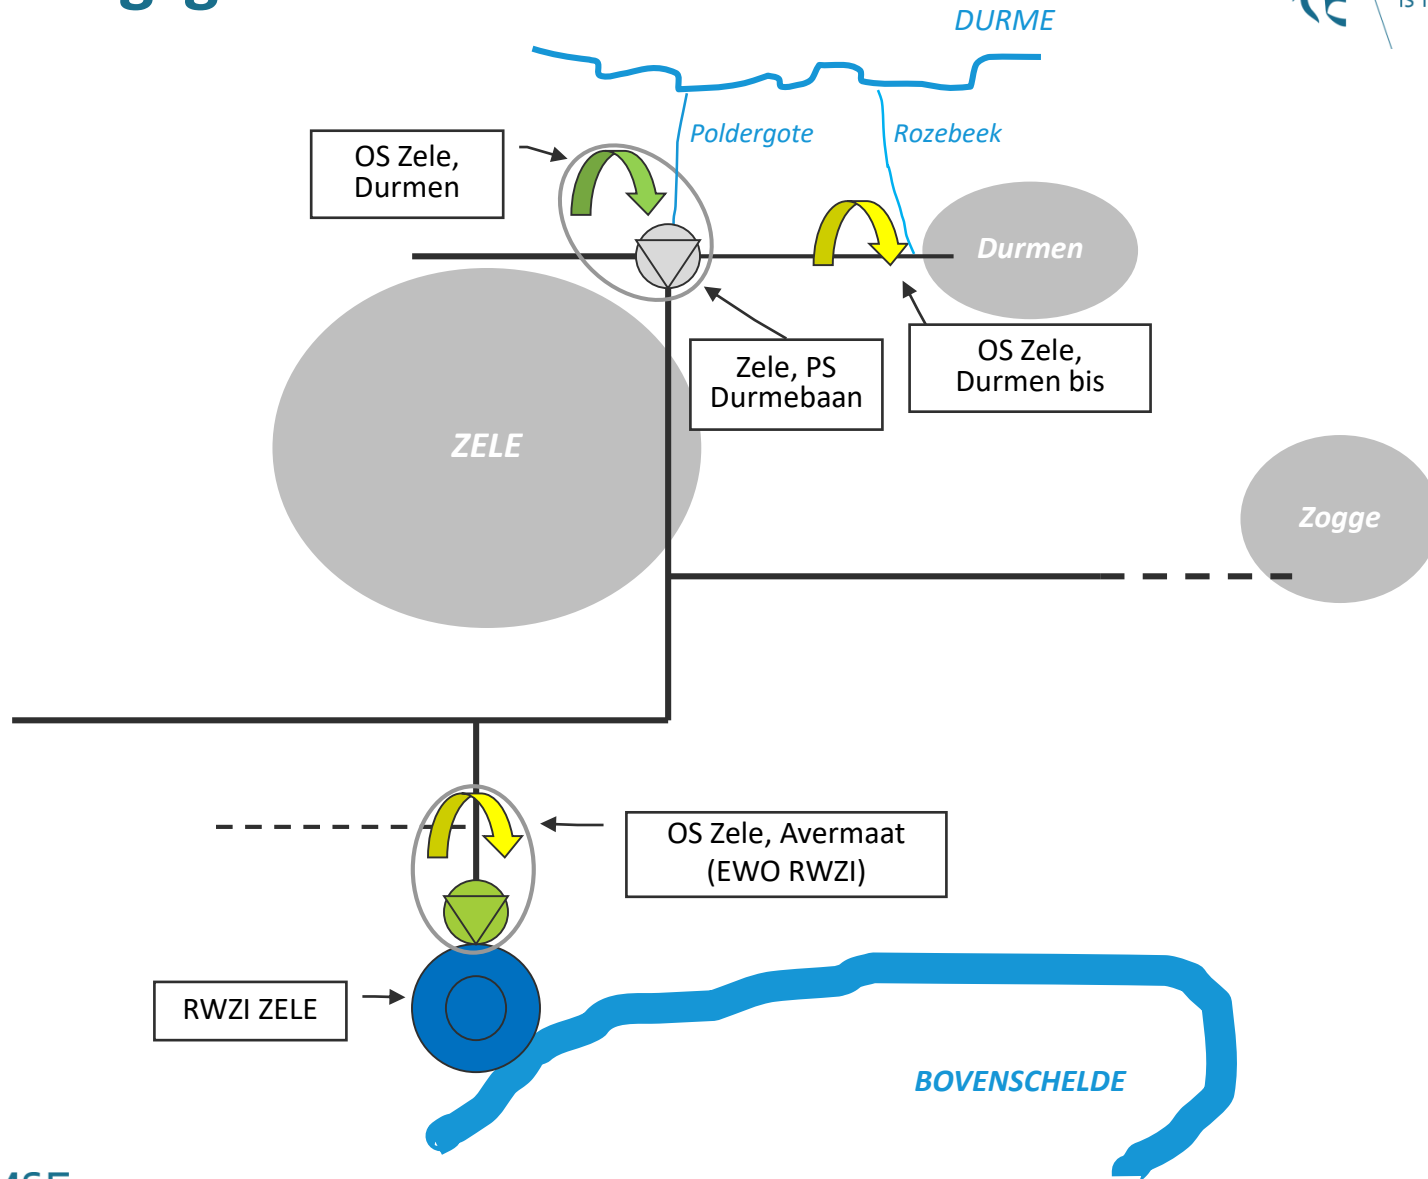 DURME
Poldergote
Rozebeek
OS Zele,
Durmen
Durmen
Zele, PS
Durmebaan
OS Zele,
Durmen bis
ZELE
Zogge
OS Zele, Avermaat
(EWO RWZI)
RWZI ZELE
BOVENSCHELDE